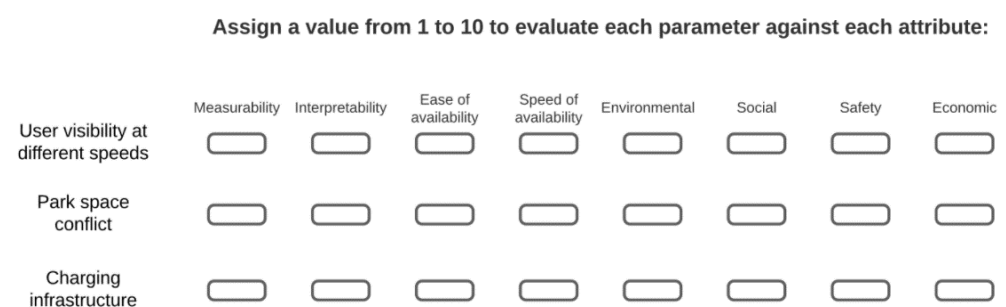 Assign a value from 1 to 10 to evaluate each parameter against each attribute:
Measurability Interpretability Ease of availability Speed of availability Environmental Social Safety Economic
User visibility at
different speeds
Park space
conflict
Charging
infrastructure